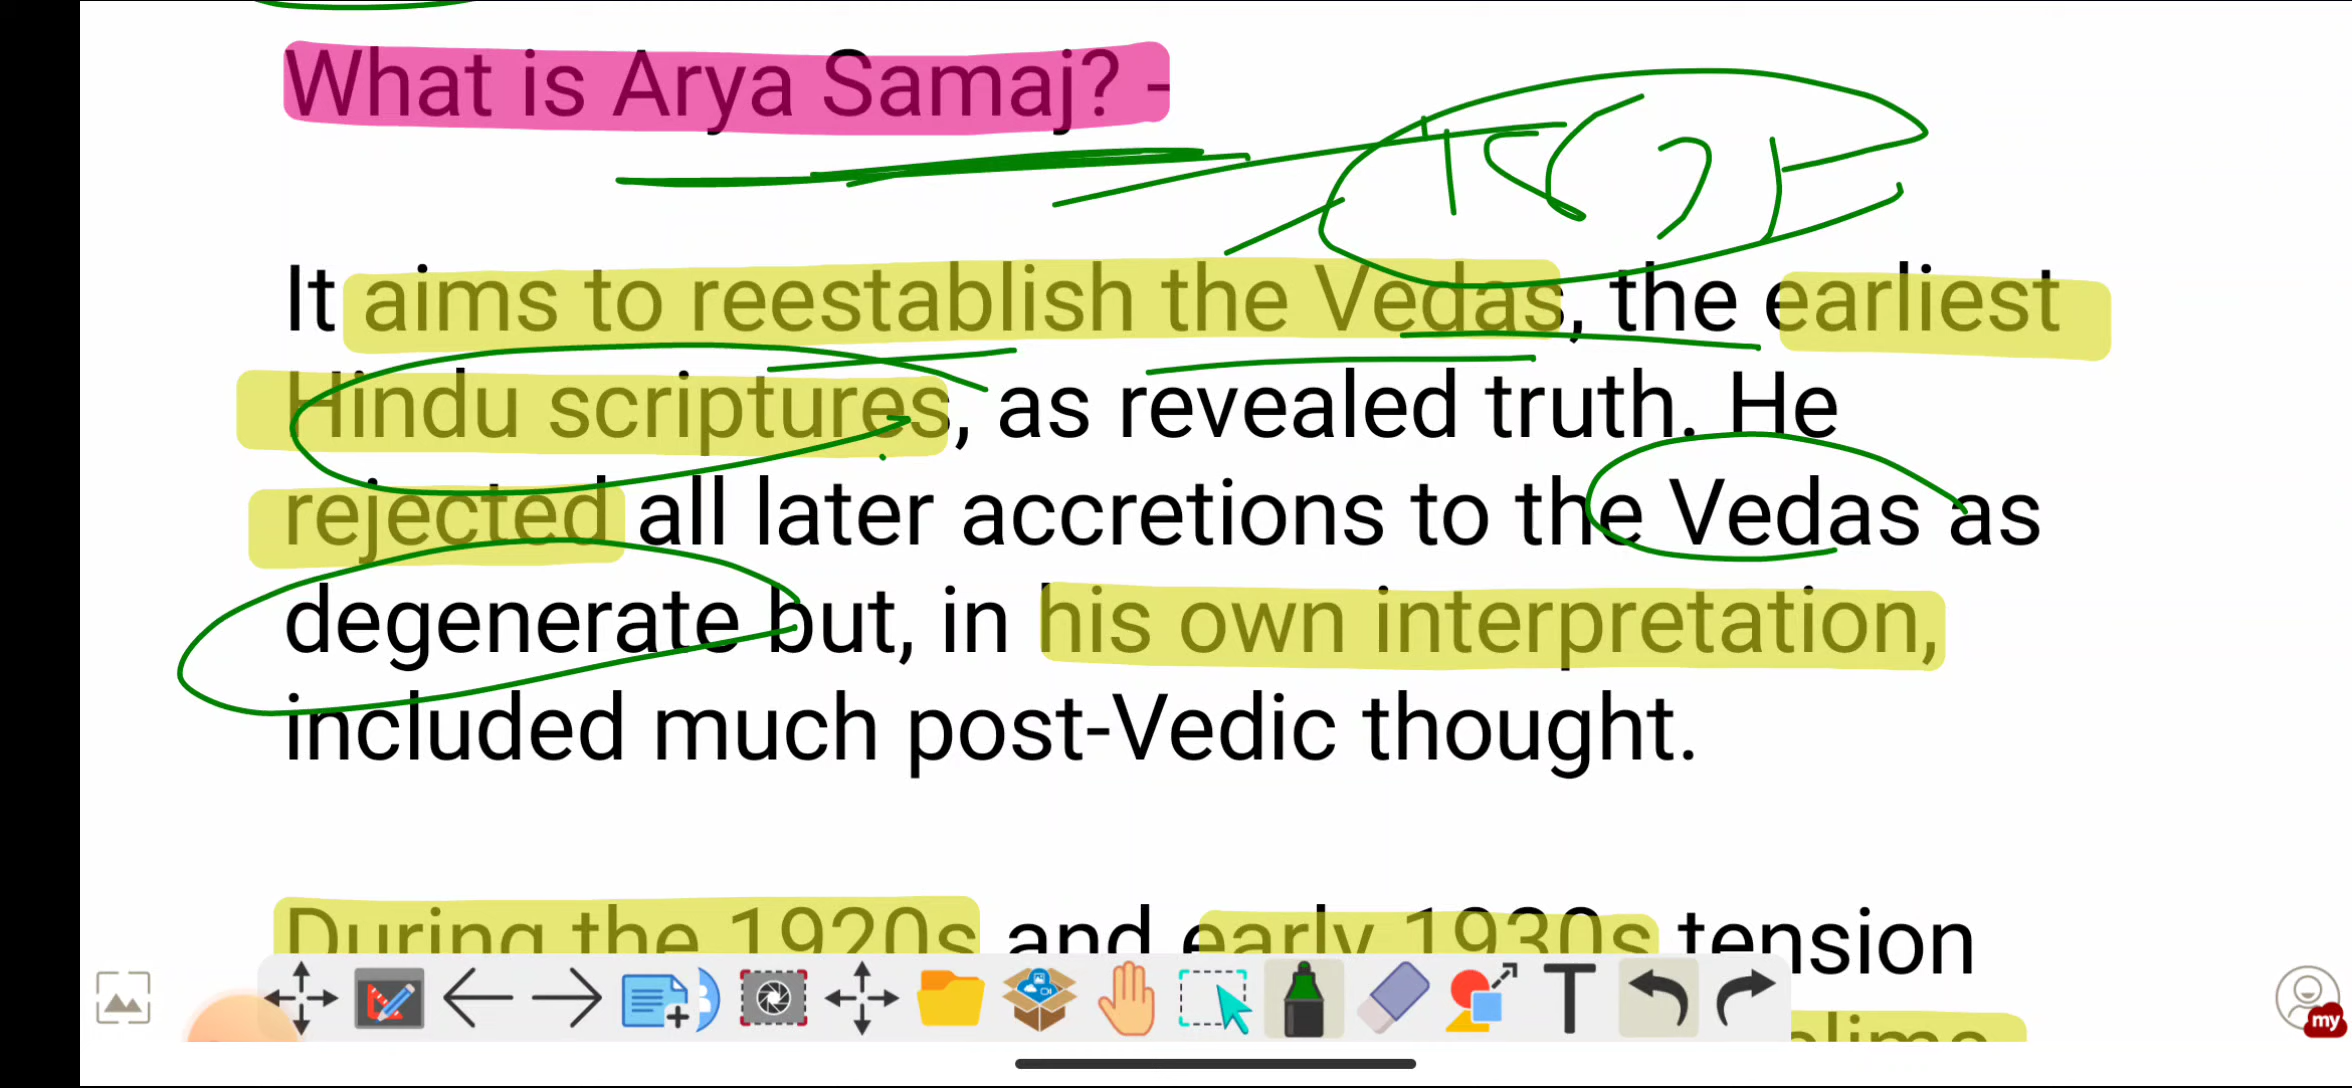 What is Arya Samaj? -
It aims to reestablish the Vedas, the earliest
Hindu scriptures, as revealed truth. He
rejected all later accretions to the Vedas as
degenerate but, in his own interpretation,
included much post-Vedic thought.
During the 1920s and early 1930s tension
T
my